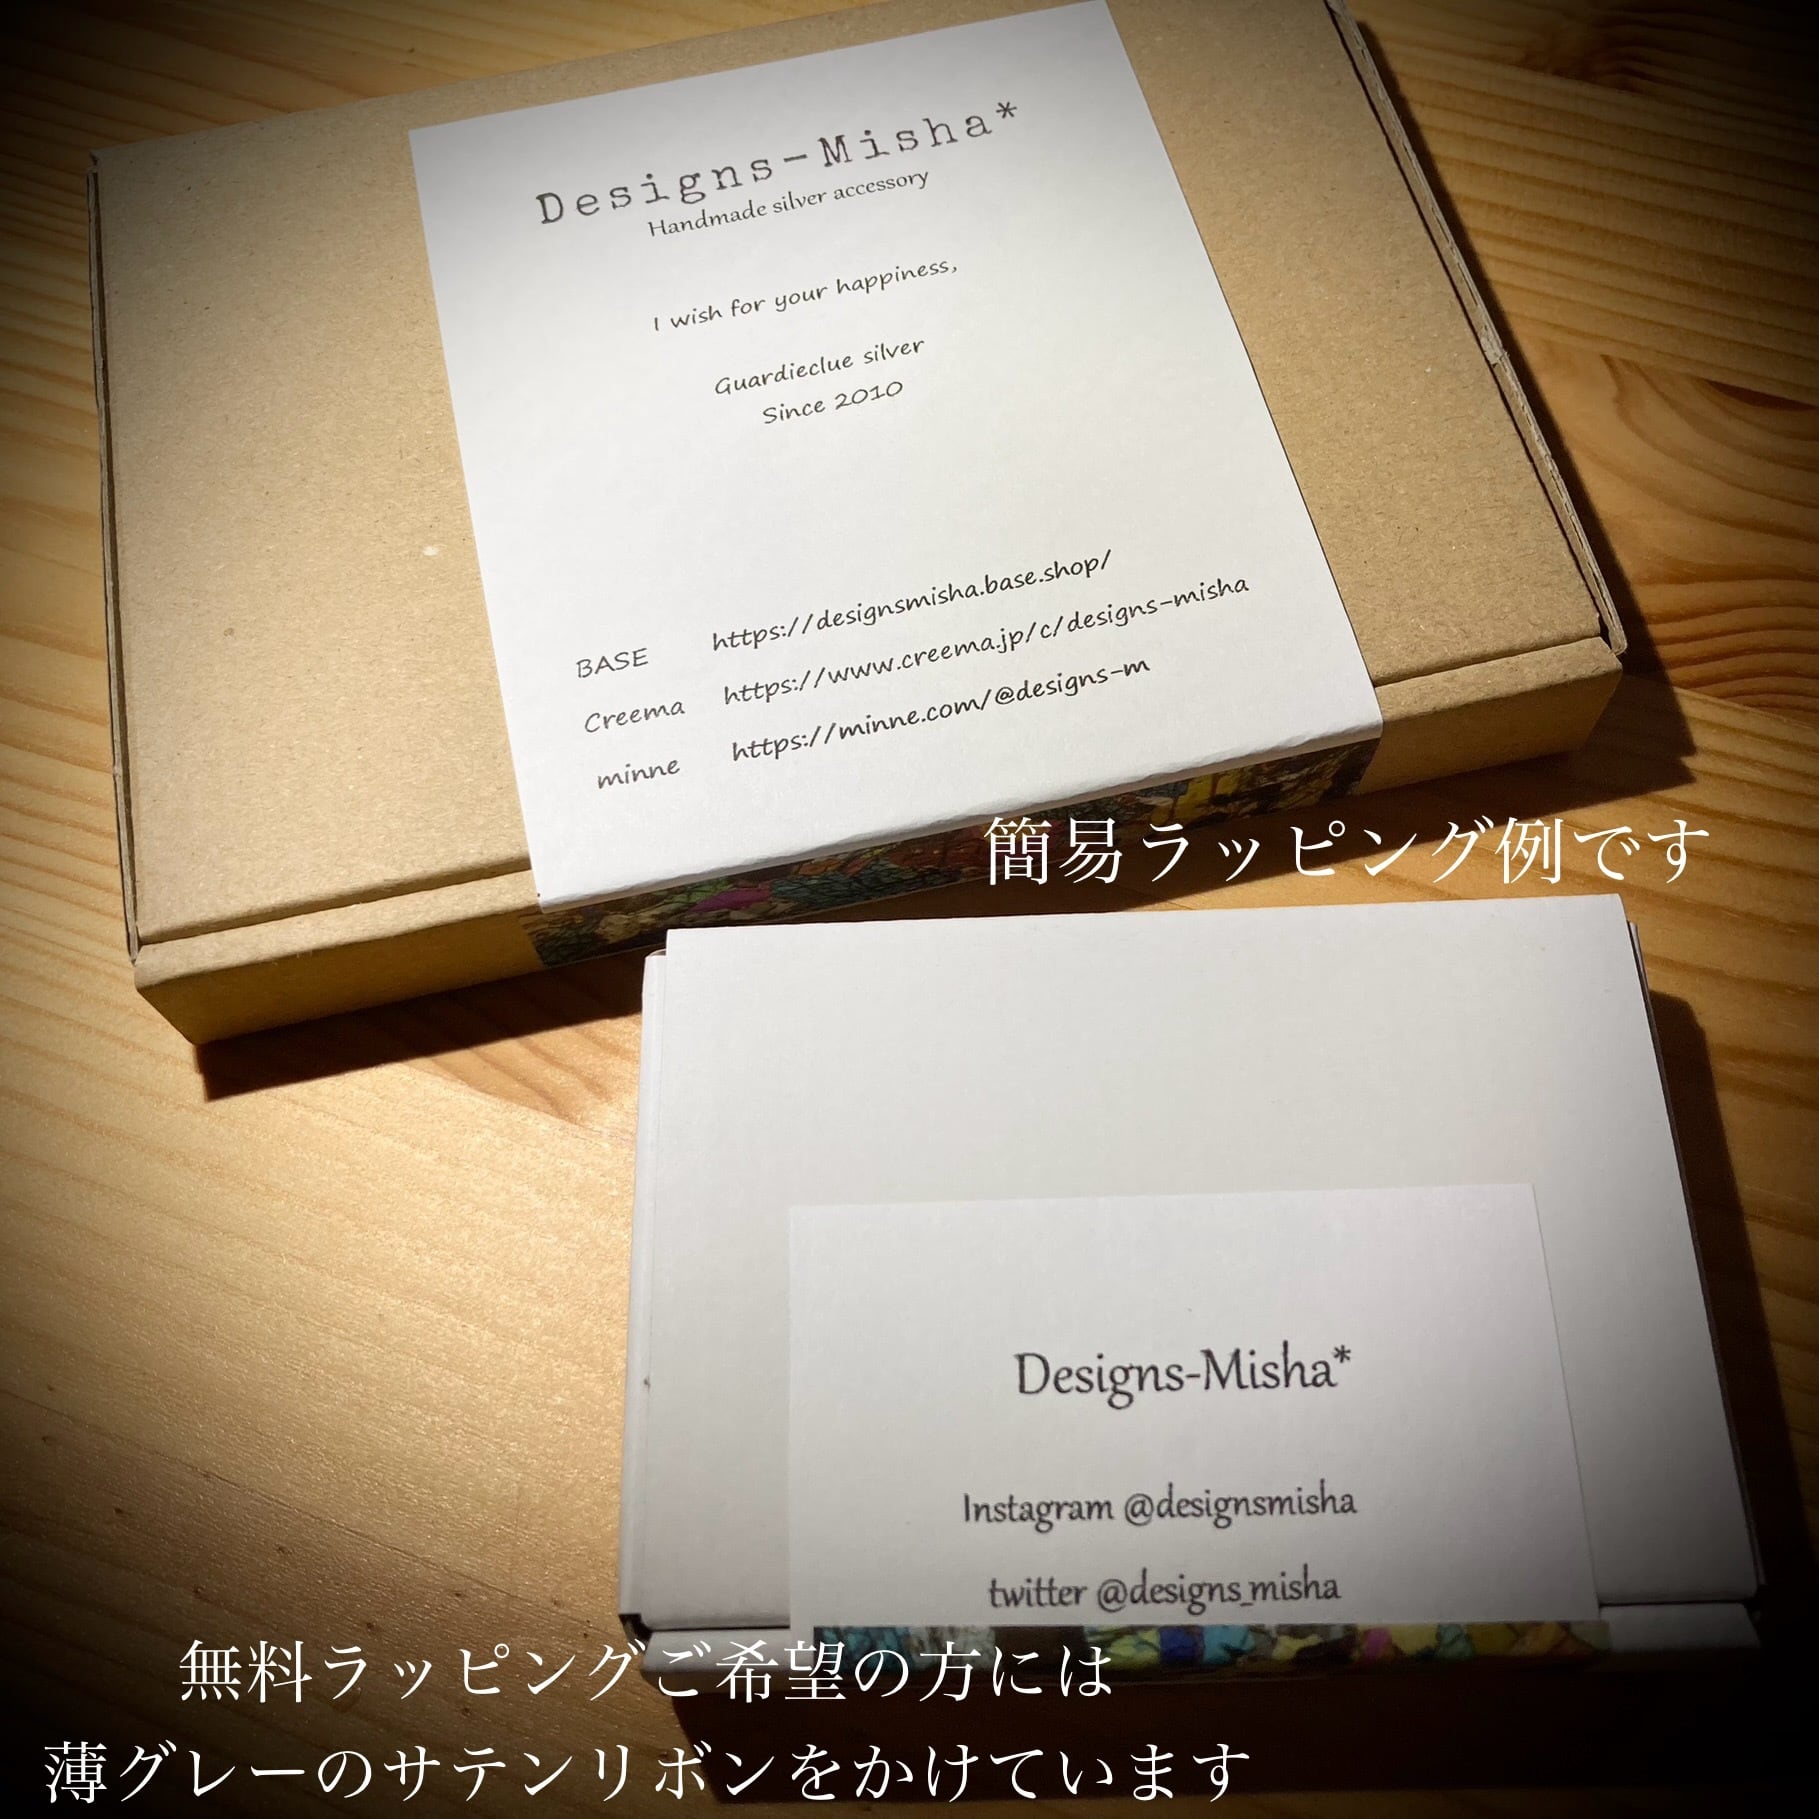 Designs-Misha*
Handmade silver accessory
I wish for your happiness,
Guardieclue silver
Since 2010
BASE https://designsmisha.base.shop/
Creema https://www.creema.jp/c/designs-misha
minne https://minne.com/@designs-m
簡易ラッピング例です
Designs-Misha*
Instagram @designsmisha
twitter @designs_misha
無料ラッピングご希望の方には
薄グレーのサテンリボンをかけています